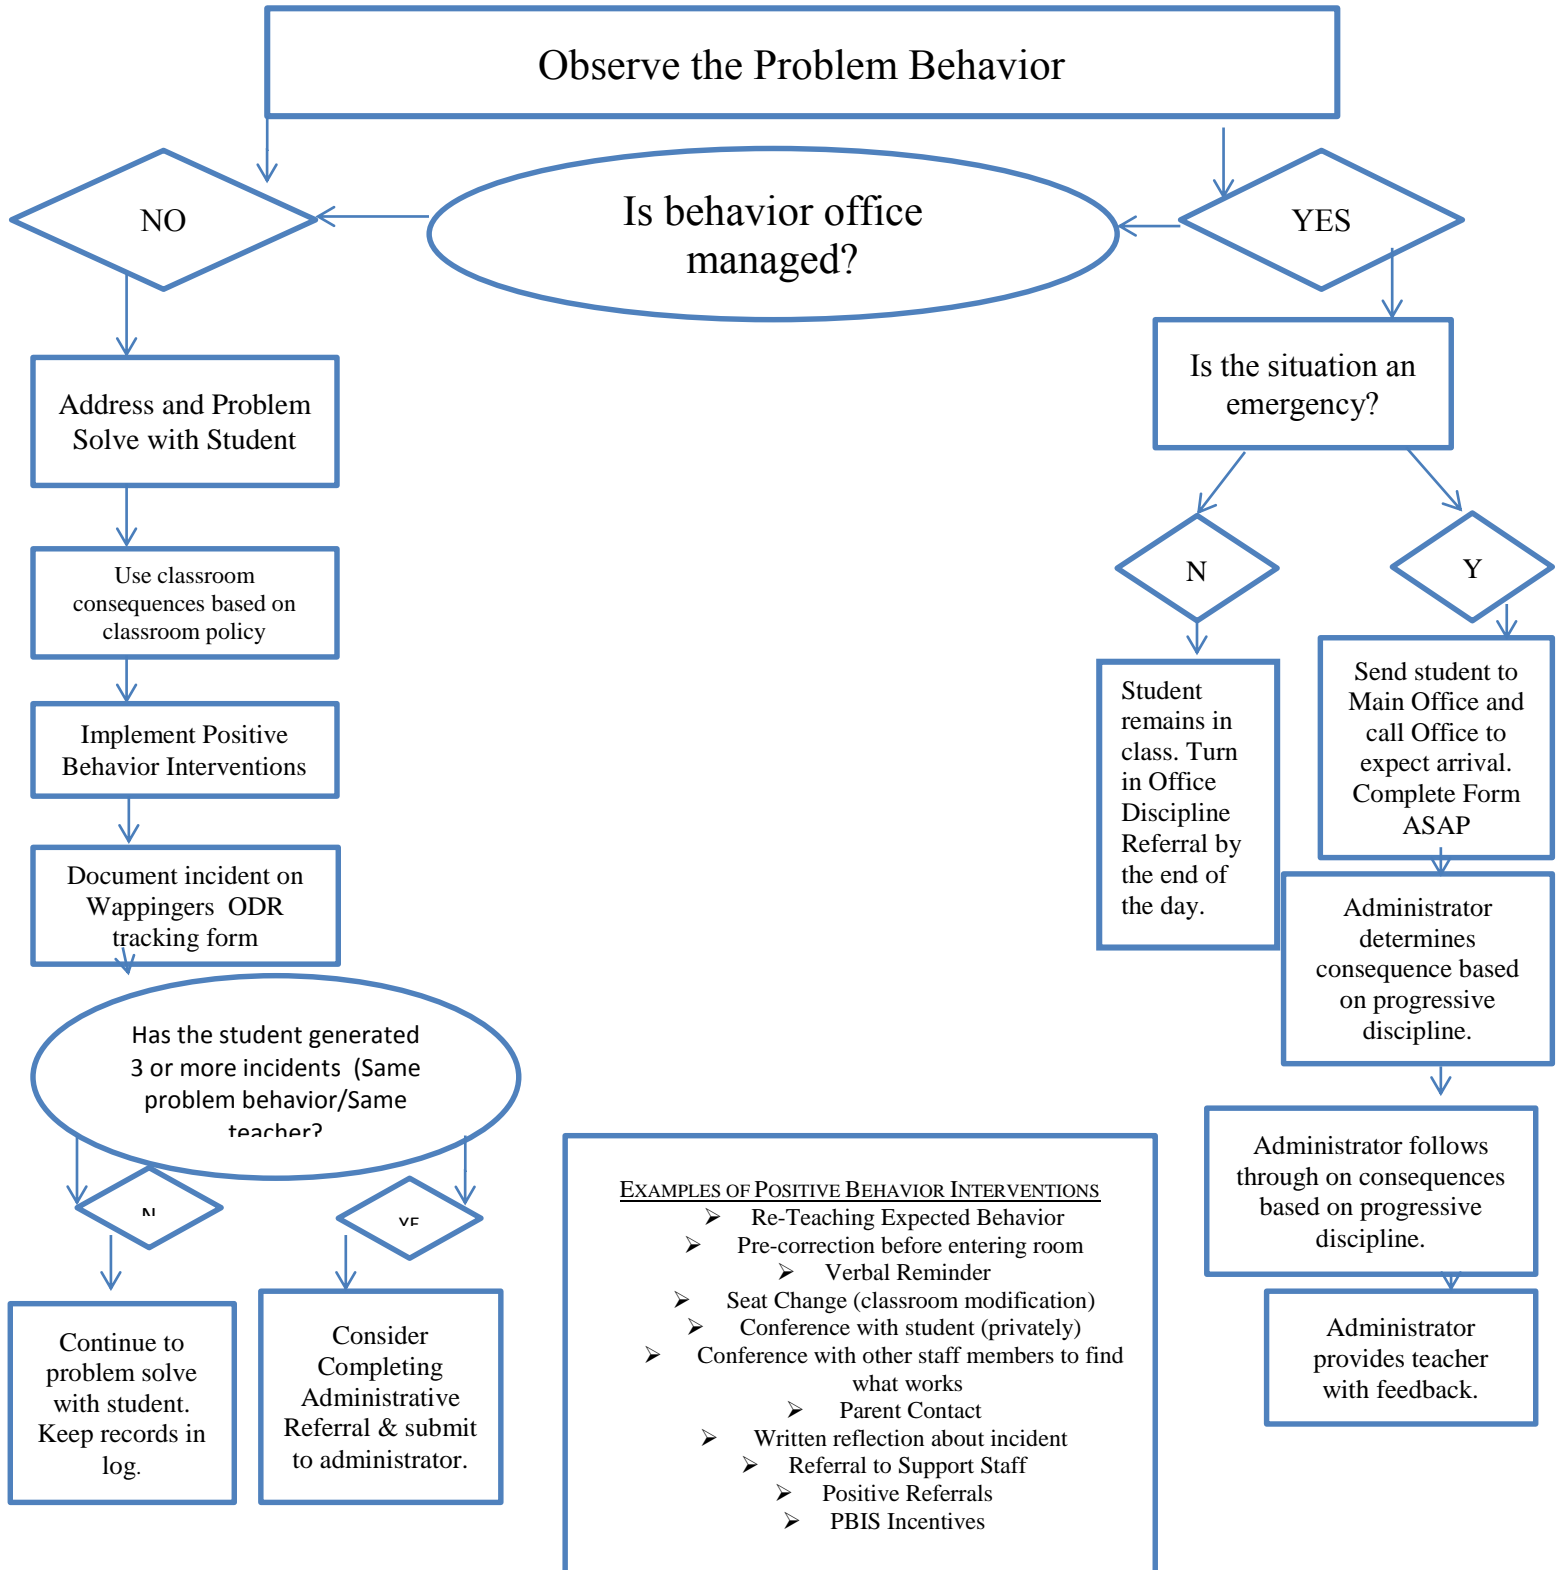 Observe the Problem Behavior
NO
Is behavior office
managed?
YES
Address and Problem
Solve with Student
Use classroom
consequences based on
classroom policy
Implement Positive
Behavior Interventions
Document incident on
Wappingers ODR
tracking form
Has the student generated
3 or more incidents (Same
problem behavior/Same
teacher?
N
Continue to
problem solve
with student.
Keep records in
log.
YE
Consider
Completing
Administrative
Referral & submit
to administrator.
Is the situation an
emergency?
N
Student
remains in
class. Turn
in Office
Discipline
Referral by
the end of
the day.
Y
Send student to
Main Office and
call Office to
expect arrival.
Complete Form
ASAP
Administrator
determines
consequence based
on progressive
discipline.
Administrator follows
through on consequences
based on progressive
discipline.
Administrator
provides teacher
with feedback.
EXAMPLES OF POSITIVE BEHAVIOR INTERVENTIONS
➢ Re-Teaching Expected Behavior
➢ Pre-correction before entering room
➢ Verbal Reminder
➢ Seat Change (classroom modification)
➢ Conference with student (privately)
➢ Conference with other staff members to find
what works
➢ Parent Contact
➢ Written reflection about incident
➢ Referral to Support Staff
➢ Positive Referrals
➢ PBIS Incentives